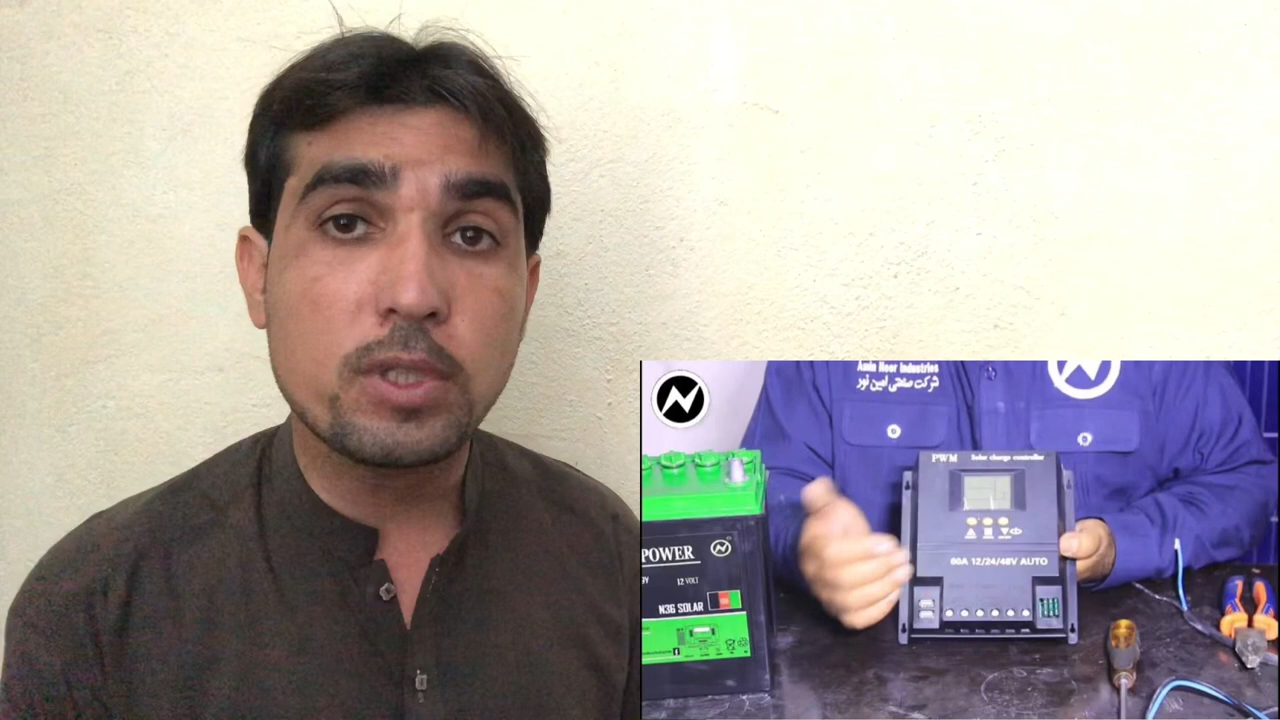 Amin Noor Industries
شرکت صنعتی امین نور
PWM Solar charge controller
60A 12/24/48V AUTO
POWER
12 VOLT
N36 SOLAR